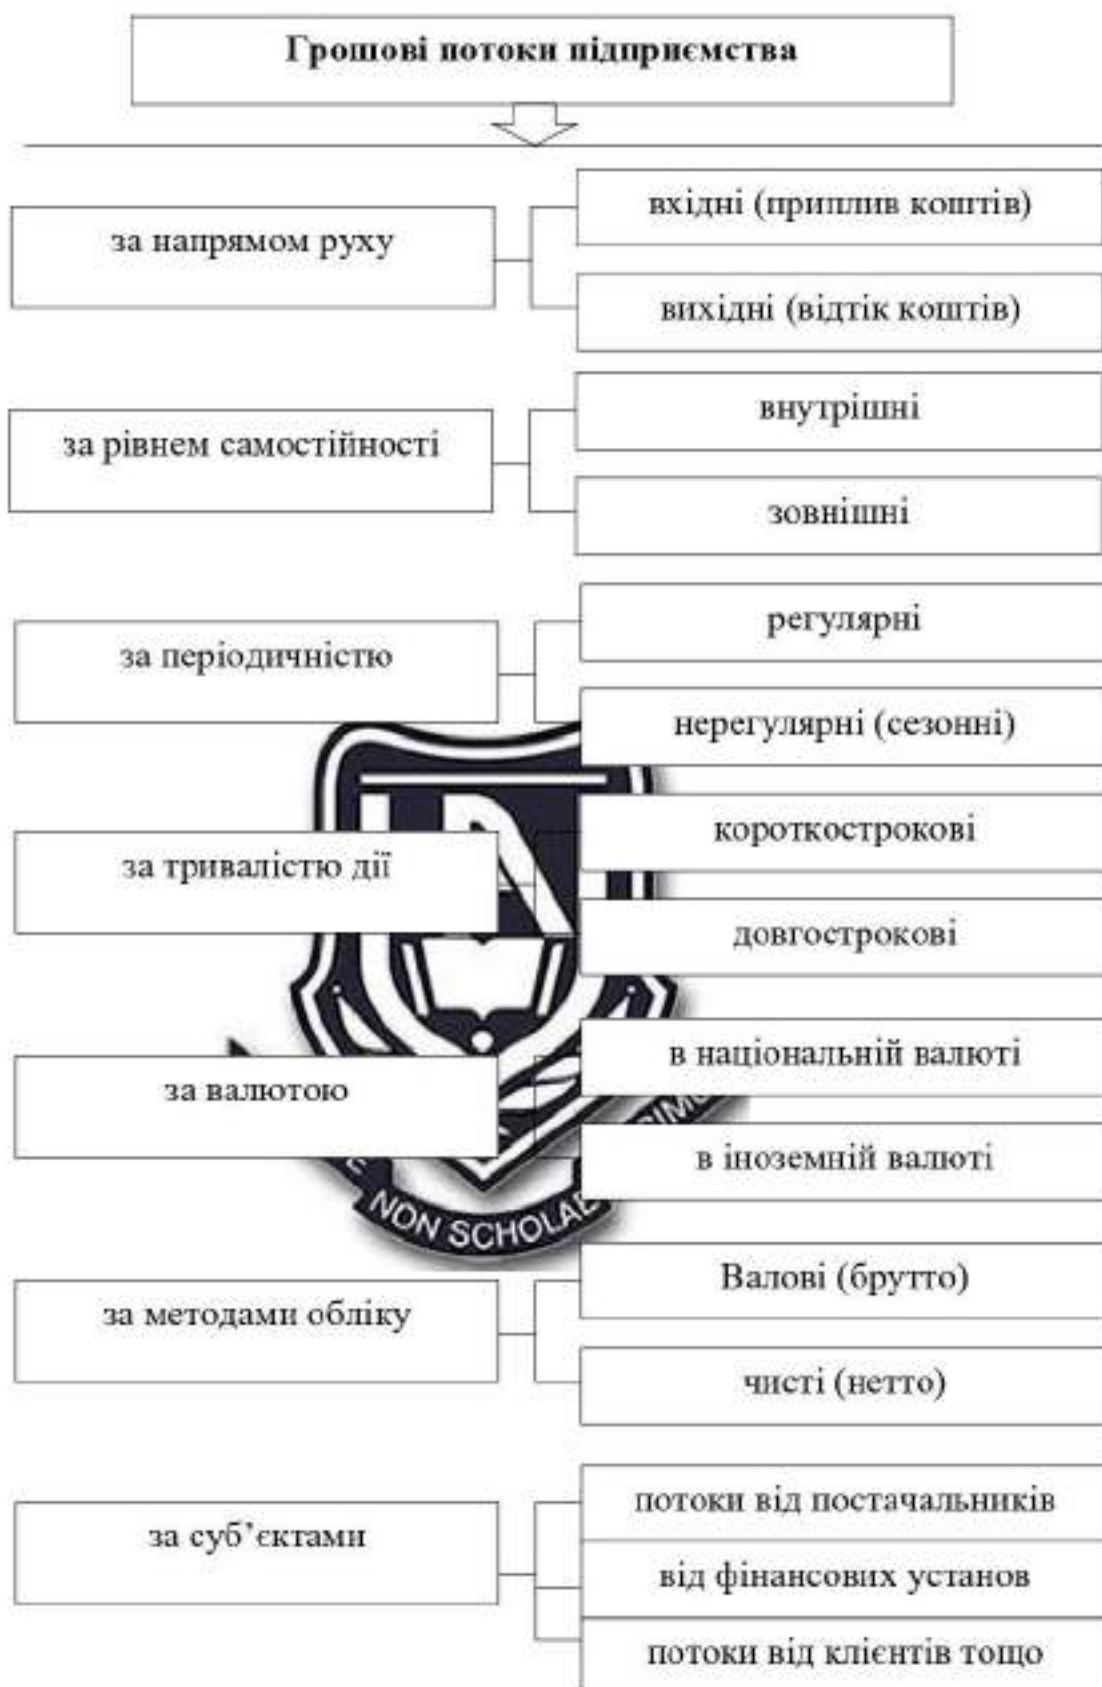 Грошові потоки підприємства
за напрямом руху
вхідні (приплив коштів)
вихідні (відтік коштів)
за рівнем самостійності
внутрішні
зовнішні
за періодичністю
регулярні
нерегулярні (сезонні)
за тривалістю дії
короткострокові
довгострокові
за валютою
в національній валюті
в іноземній валюті
NON SCHOLAE
за методами обліку
Валові (брутто)
чисті (нетто)
за суб’єктами
потоки від постачальників
від фінансових установ
потоки від клієнтів тощо